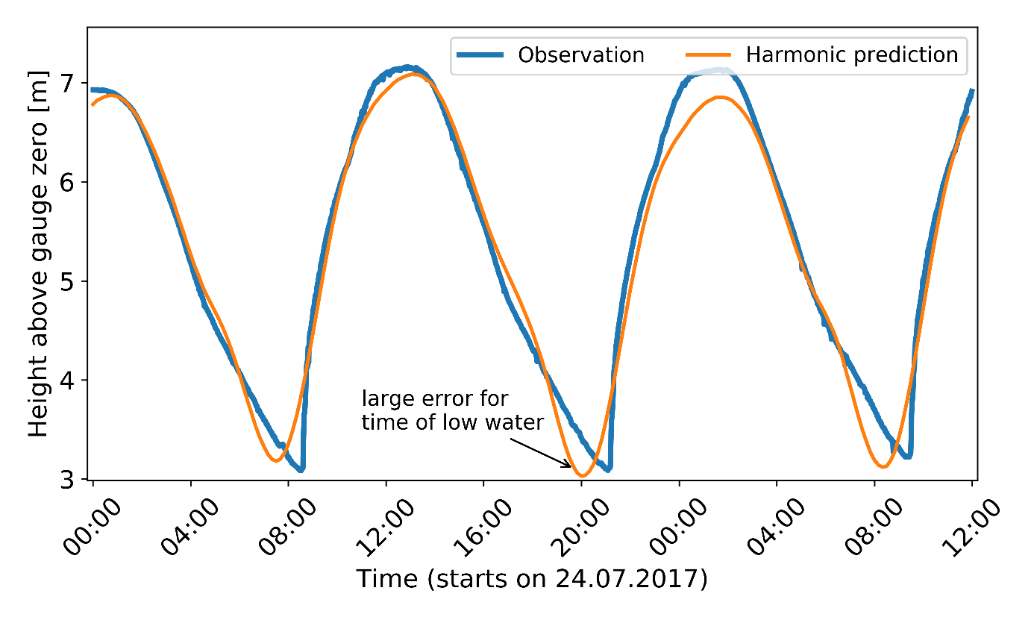 Observation
Harmonic prediction
Height above gauge zero [m]
7
6
5
4
3
large error for
time of low water
00:00
04:00
08:00
12:00
16:00
20:00
00:00
04:00
08:00
12:00
Time (starts on 24.07.2017)